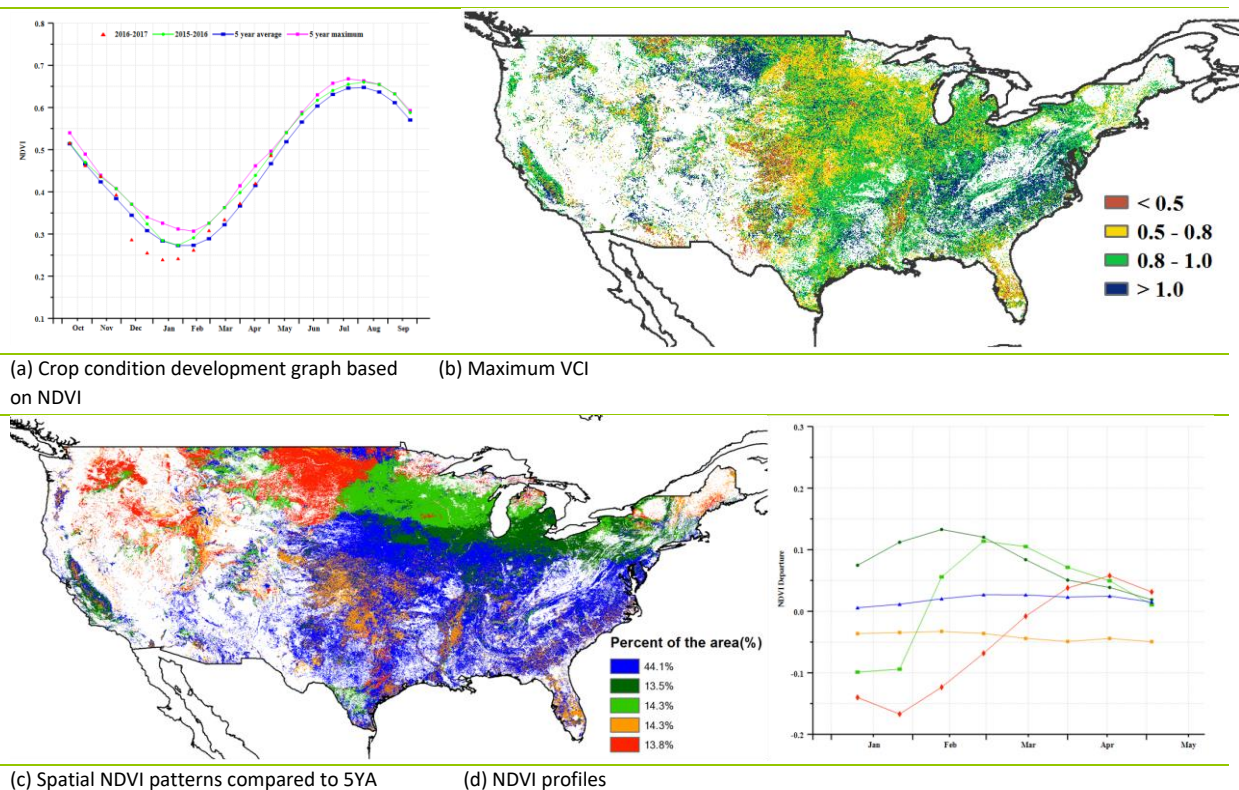 2016-2017 2015-2016 5 year average 5 year maximum
0.8
0.7
0.6
0.5
0.4
0.3
0.2
0.1
NDVI
Oct Nov Dec Jan Feb Mar Apr May Jun Jul Aug Sep
< 0.5
0.5 - 0.8
0.8 - 1.0
> 1.0
(a) Crop condition development graph based
on NDVI
(b) Maximum VCI
Percent of the area(%)
44.1%
13.5%
14.3%
14.3%
13.8%
0.3
0.2
0.1
0.0
-0.1
-0.2
NDVI Departure
Jan Feb Mar Apr May
(c) Spatial NDVI patterns compared to 5YA
(d) NDVI profiles